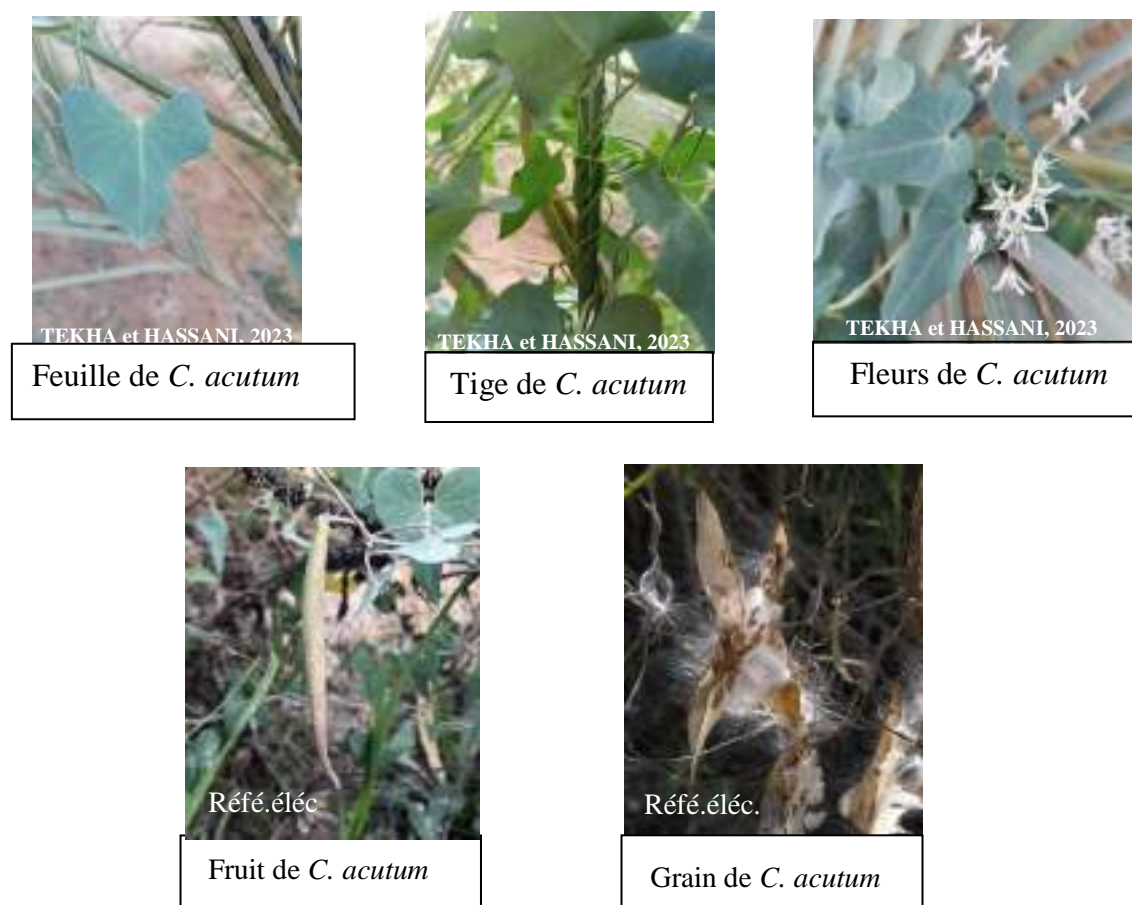 TEKHA et HASSANI, 2023
TEKHA et HASSANI, 2023
TEKHA et HASSANI, 2023
Feuille de C. acutum
Tige de C. acutum
Fleurs de C. acutum
Réfé.éléc
Réfé.éléc.
Fruit de C. acutum
Grain de C. acutum